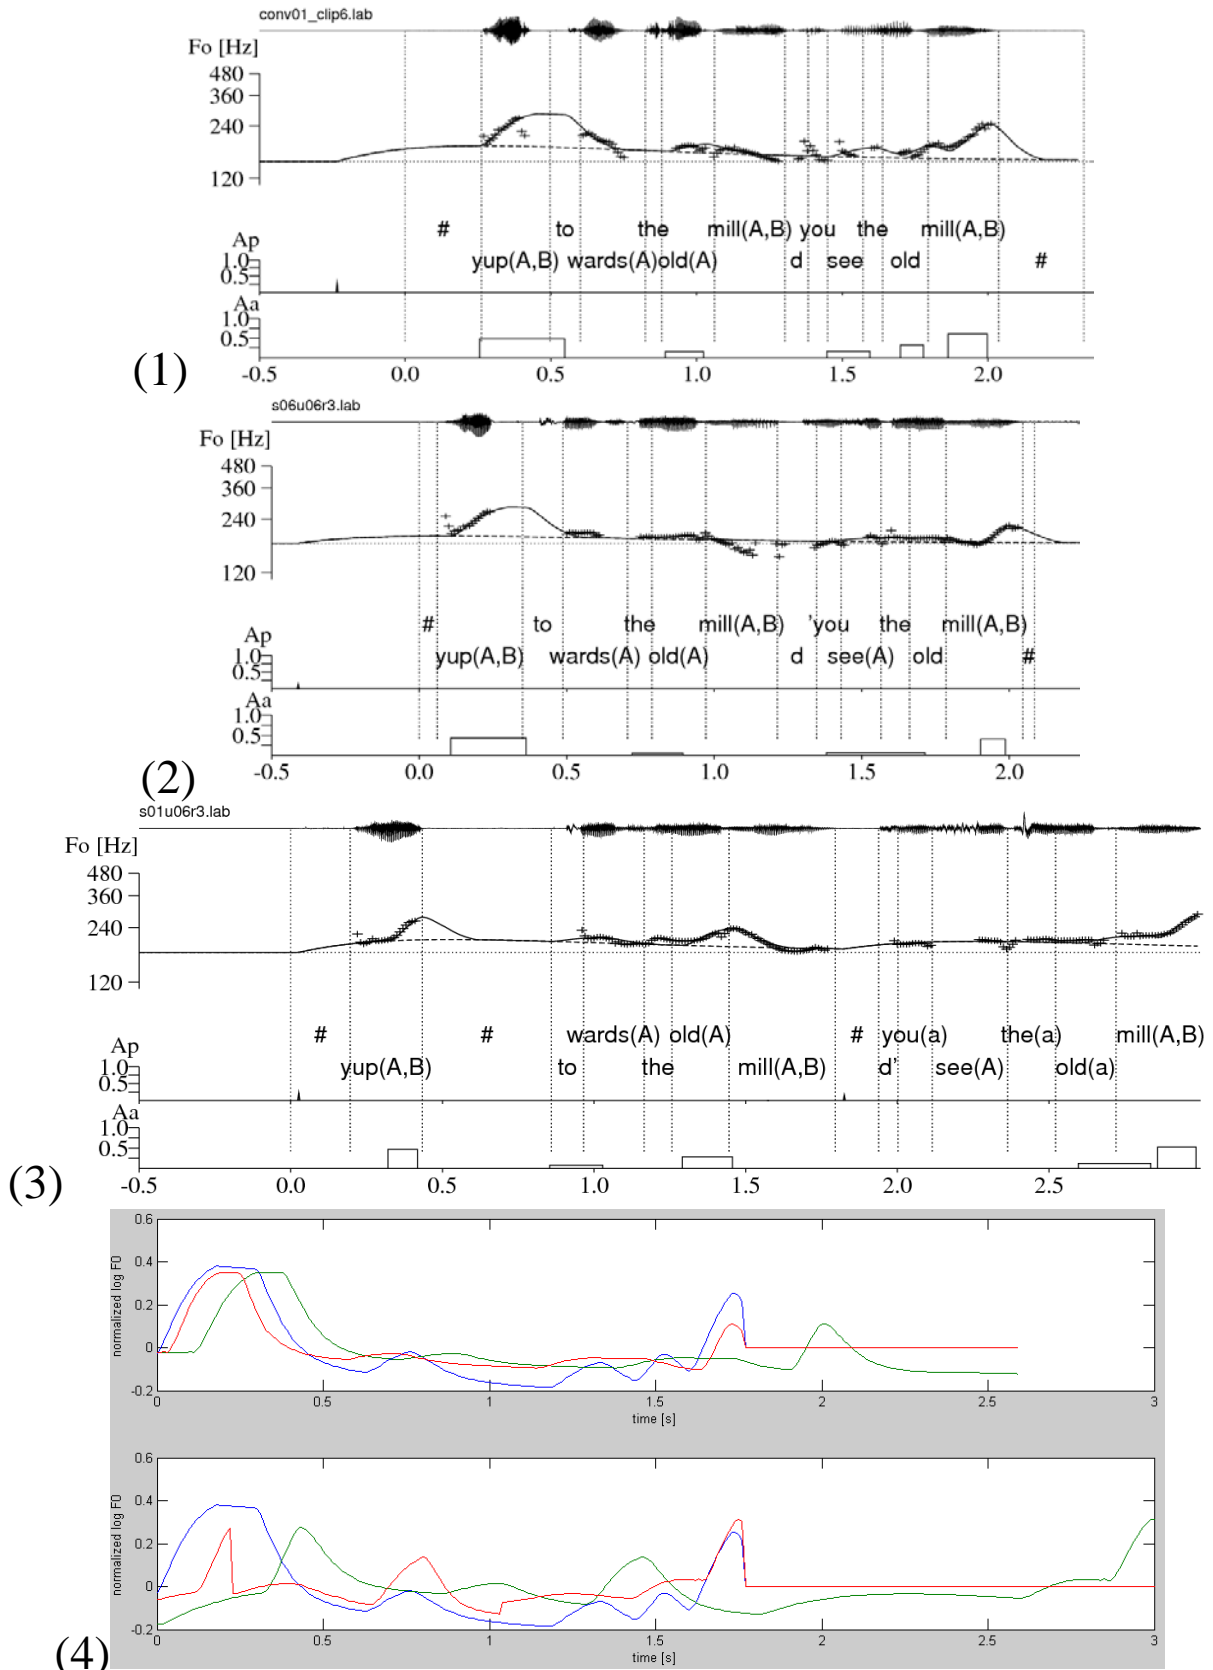 conv01_clip6.lab
Fo [Hz]
480
360
240
120
# to the mill(A,B) you the mill(A,B)
Ap
1.0 yup(A,B) wards(A)old(A) d see old #
0.5
Aa
1.0
0.5
(1)
-0.5 0.0 0.5 1.0 1.5 2.0
s06u06r3.lab
Fo [Hz]
480
360
240
120
# to the mill(A,B) 'you the mill(A,B)
Ap
1.0 yup(A,B) wards(A) old(A) d see(A) old #
0.5
Aa
1.0
0.5
-0.5 0.0 0.5 1.0 1.5 2.0
(2)
s01u06r3.lab
Fo [Hz]
480
360
240
120
# # wards(A) old(A) # you(a) the(a) mill(A,B)
Ap
1.0 yup(A,B) to the mill(A,B) d' see(A) old(a)
0.5
Aa
1.0
0.5
(3)
-0.5 0.0 0.5 1.0 1.5 2.0 2.5
0.6
0.4
0.2
0
-0.2
normalized log F0
0 0.5 1 1.5 2 2.5 3
time [s]
0.6
0.4
0.2
0
-0.2
normalized log F0
0 0.5 1 1.5 2 2.5 3
time [s]
(4)